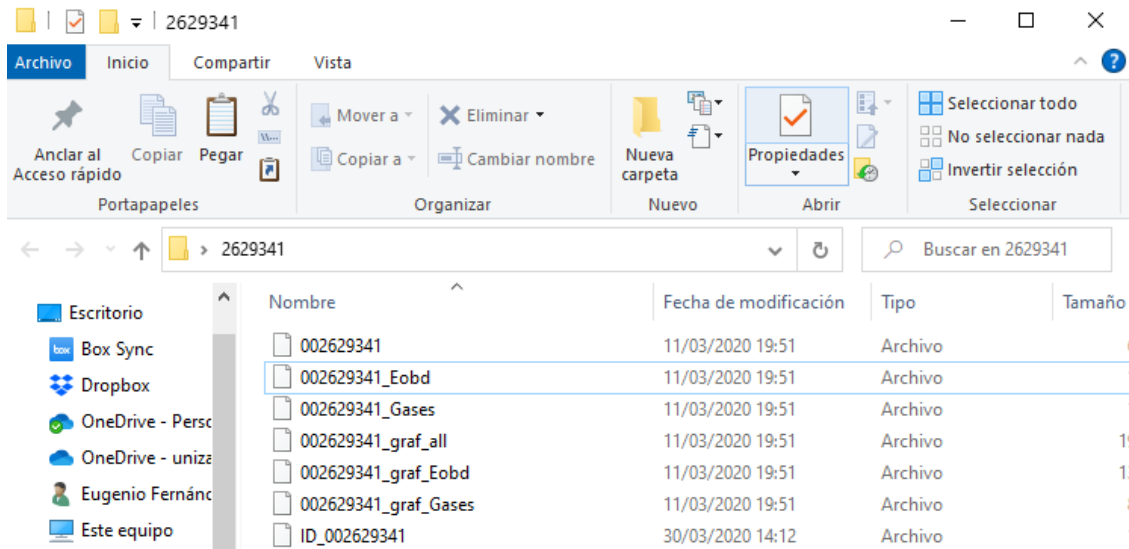 2629341
Archivo Inicio Compartir Vista
Anclar al Acceso rápido
Copiar
Pegar
Portapapeles
Mover a
Copiar a
Eliminar
Cambiar nombre
Organizar
Nueva carpeta
Nuevo
Propiedades
Abrir
Seleccionar todo
No seleccionar nada
Invertir selección
Seleccionar
2629341
Buscar en 2629341
Escritorio
Box Sync
Dropbox
OneDrive - Perso
OneDrive - uniza
Eugenio Fernánc
Este equipo
Nombre Fecha de modificación Tipo Tamaño
002629341 11/03/2020 19:51 Archivo
002629341_Eobd 11/03/2020 19:51 Archivo
002629341_Gases 11/03/2020 19:51 Archivo
002629341_graf_all 11/03/2020 19:51 Archivo
002629341_graf_Eobd 11/03/2020 19:51 Archivo
002629341_graf_Gases 11/03/2020 19:51 Archivo
ID_002629341 30/03/2020 14:12 Archivo